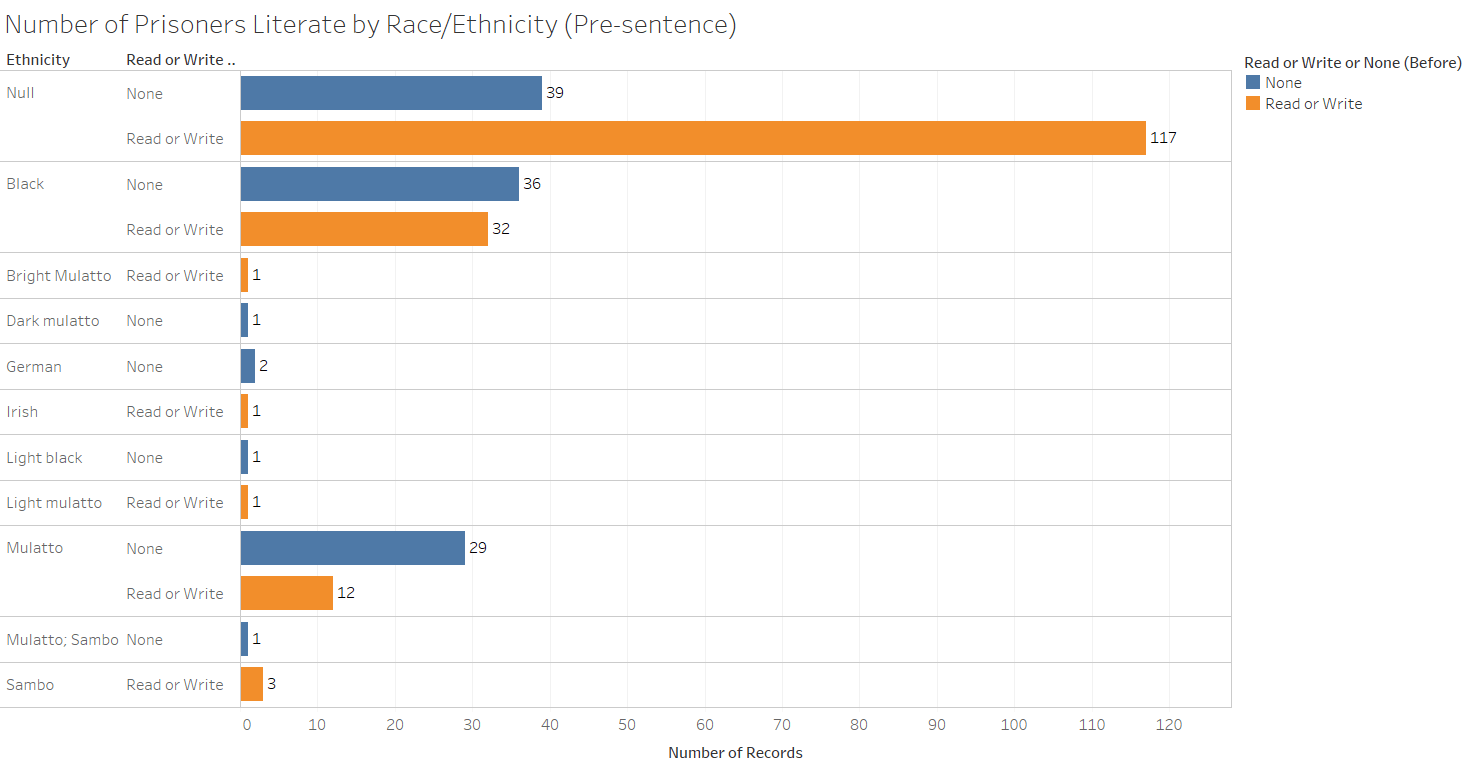 Number of Prisoners Literate by Race/Ethnicity (Pre-sentence)
Ethnicity Read or Write ..
Null None 39
Read or Write 117
Black None 36
Read or Write 32
Bright Mulatto Read or Write 1
Dark mulatto None 1
German None 2
Irish Read or Write 1
Light black None 1
Light mulatto Read or Write 1
Mulatto None 29
Read or Write 12
Mulatto; Sambo None 1
Sambo Read or Write 3
0 10 20 30 40 50 60 70 80 90 100 110 120
Number of Records
Read or Write or None (Before)
None
Read or Write